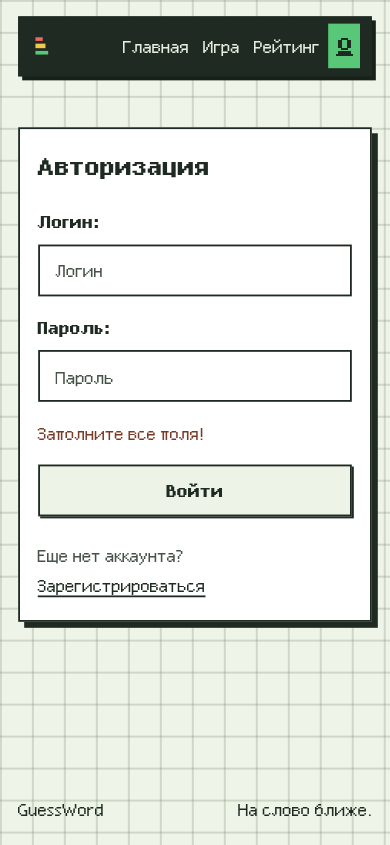 Главная Игра Рейтинг
Авторизация
Логин:
Логин
Пароль:
Пароль
Заполните все поля!
Войти
Еще нет аккаунта?
Зарегистрироваться
GuessWord На слово ближе.